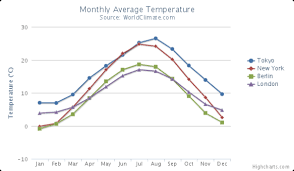 Monthly Average Temperature
Source: WorldClimate.com
Temperature (°C)
30
20
10
0
-10
Jan Feb Mar Apr May Jun Jul Aug Sep Oct Nov Dec
Tokyo
New York
Berlin
London
Highcharts.com